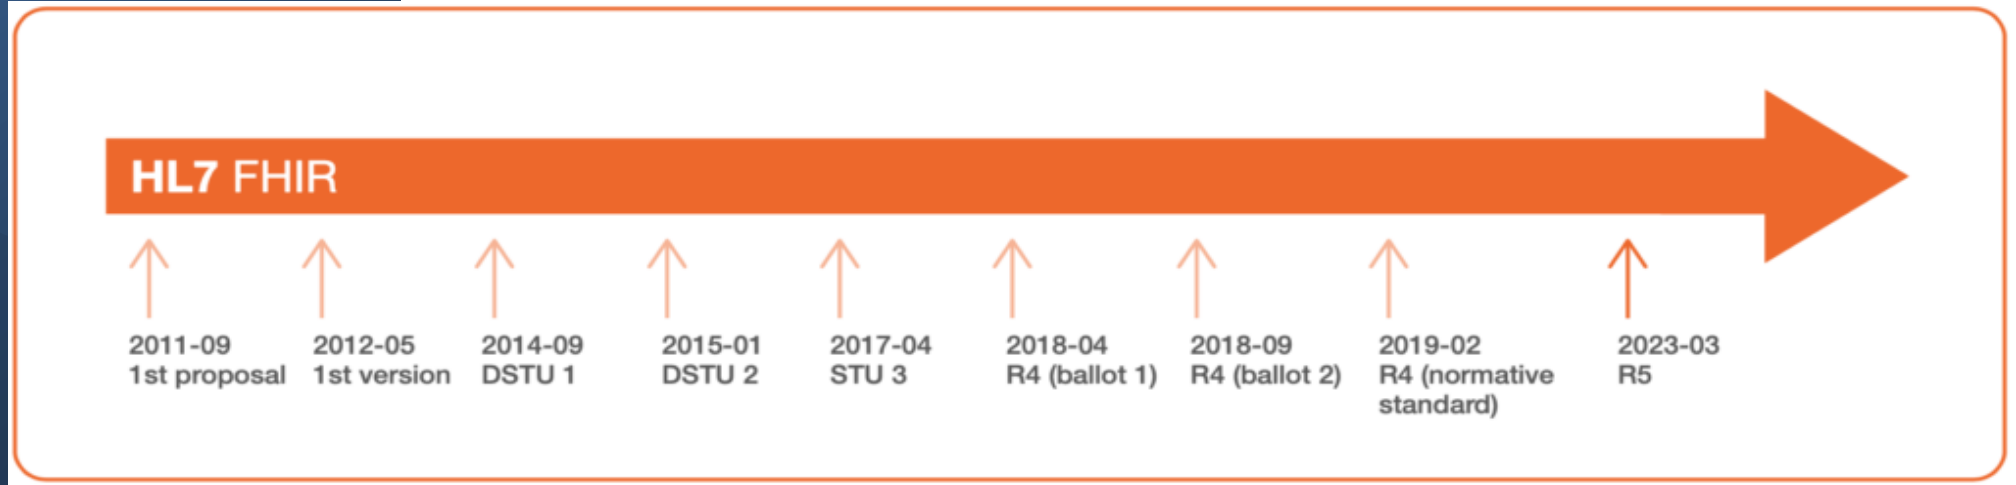 HL7 FHIR
2011-09
1st proposal
2012-05
1st version
2014-09
DSTU 1
2015-01
DSTU 2
2017-04
STU 3
2018-04
R4 (ballot 1)
2018-09
R4 (ballot 2)
2019-02
R4 (normative
standard)
2023-03
R5